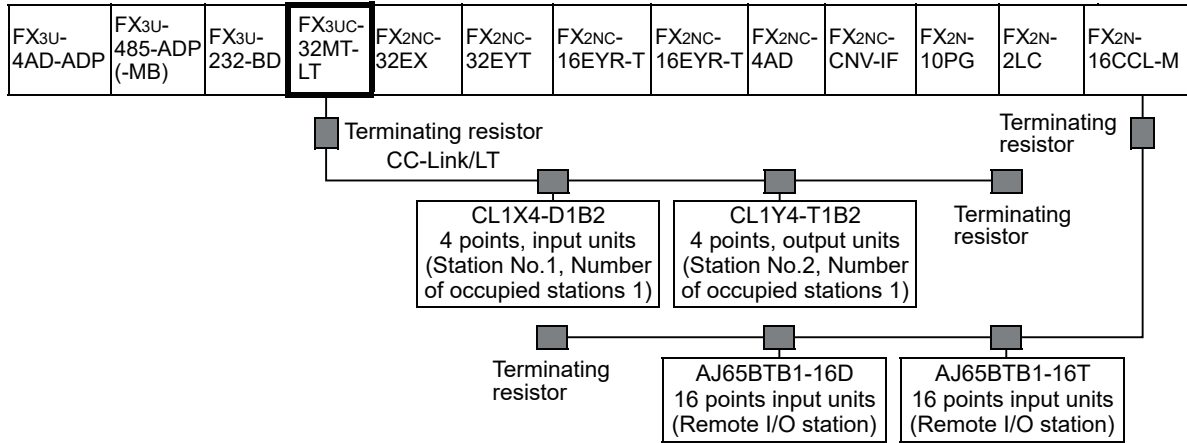 FX3U-
4AD-ADP
FX3U-
485-ADP
(-MB)
FX3U-
232-BD
FX3UC-
32MT-
LT
FX2NC-
32EX
FX2NC-
32EYT
FX2NC-
16EYR-T
FX2NC-
16EYR-T
FX2NC-
4AD
FX2NC-
CNV-IF
FX2N-
10PG
FX2N-
2LC
FX2N-
16CCL-M
Terminating resistor
CC-Link/LT
Terminating
resistor
CL1X4-D1B2
4 points, input units
(Station No.1, Number
of occupied stations 1)
CL1Y4-T1B2
4 points, output units
(Station No.2, Number
of occupied stations 1)
Terminating
resistor
Terminating
resistor
AJ65BTB1-16D
16 points input units
(Remote I/O station)
AJ65BTB1-16T
16 points input units
(Remote I/O station)